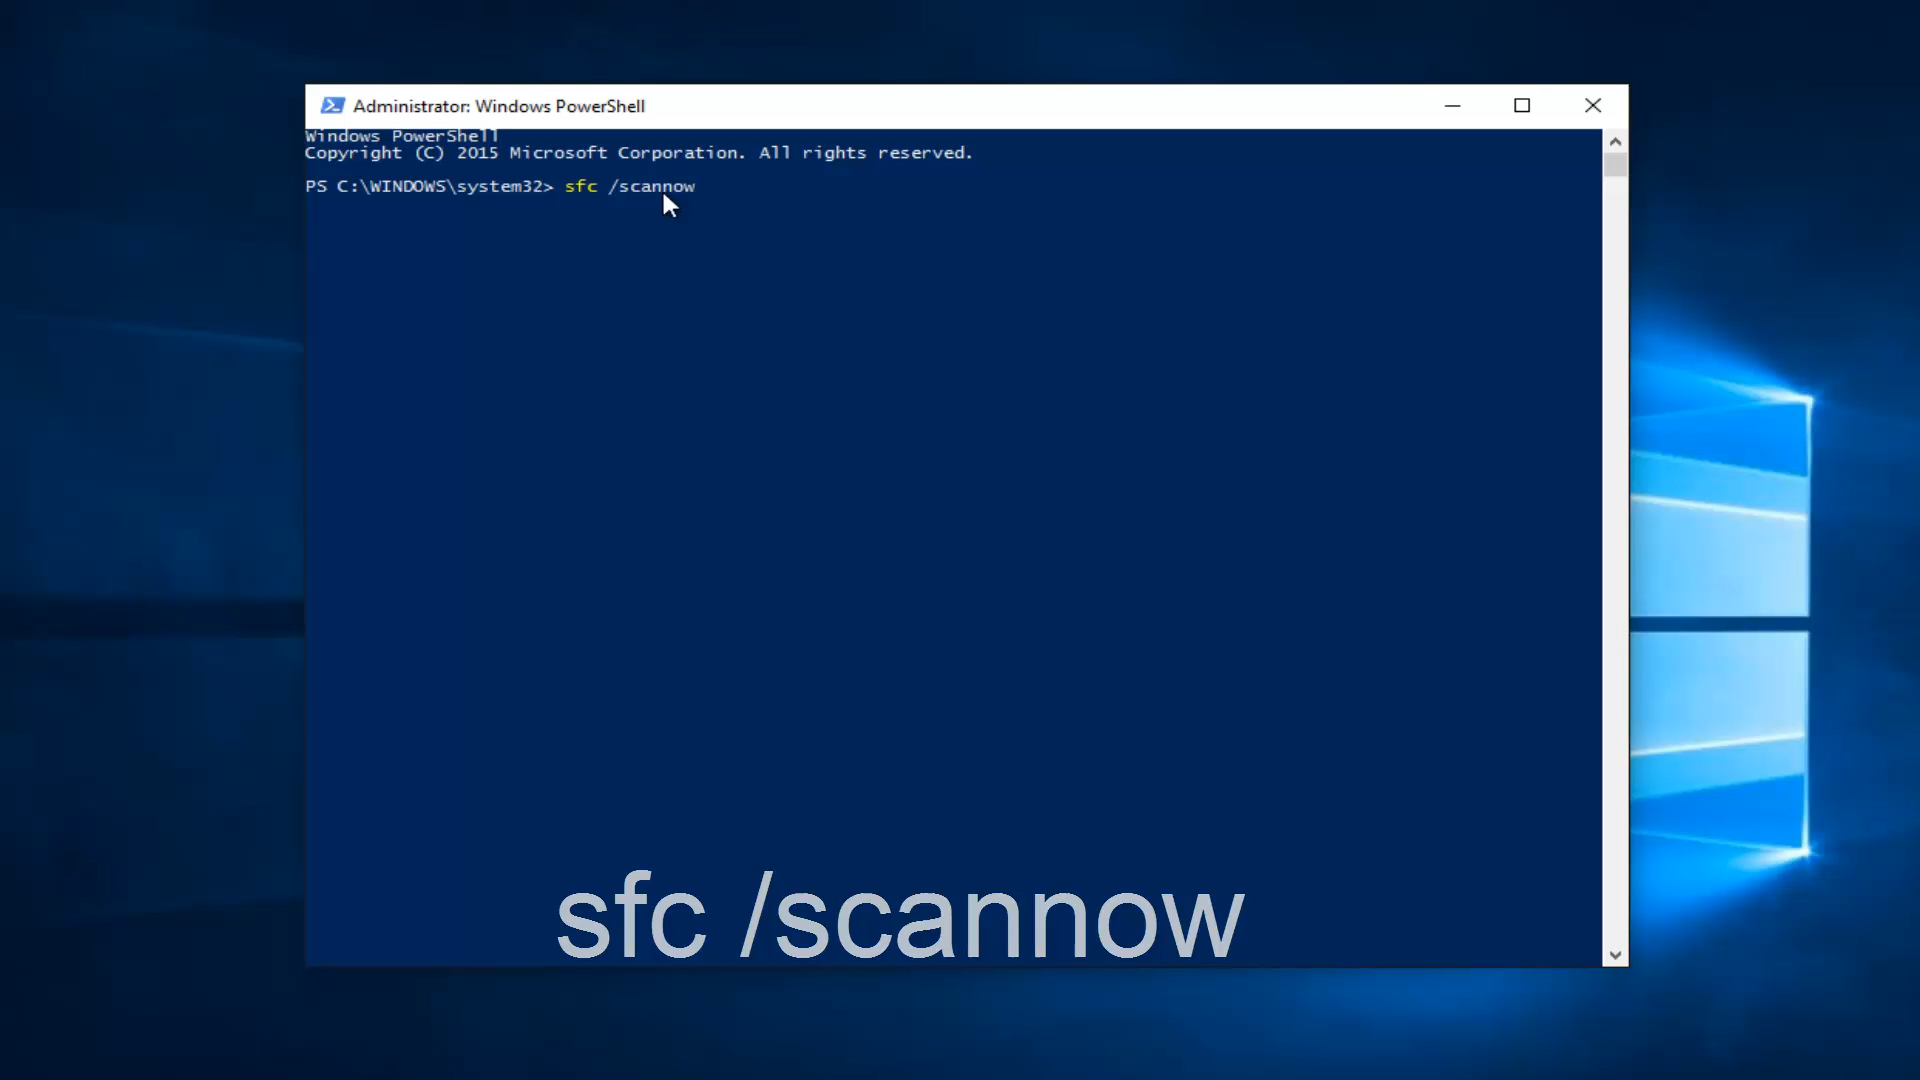 Administrator: Windows PowerShell
Windows PowerShell
Copyright (C) 2015 Microsoft Corporation. All rights reserved.
PS C:\WINDOWS\system32> sfc /scannow
sfc /scannow